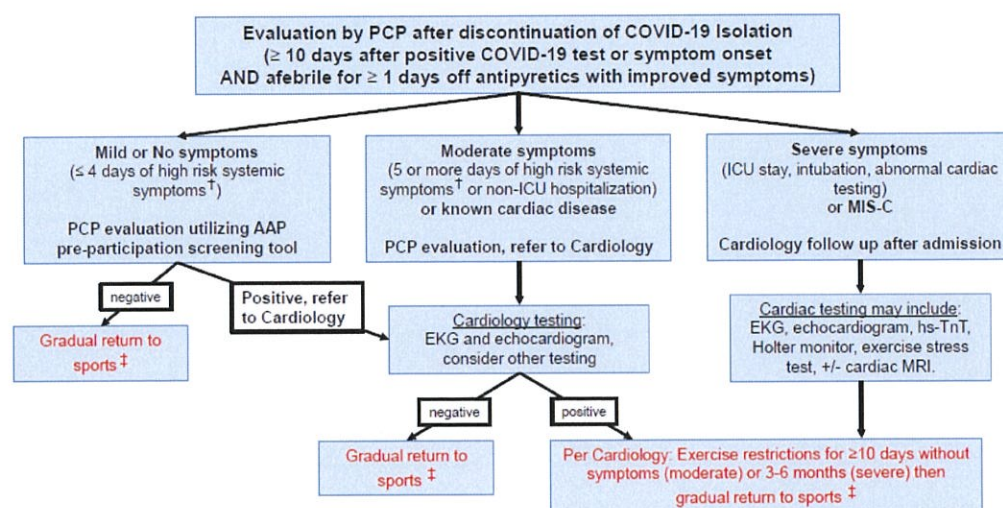 Evaluation by PCP after discontinuation of COVID-19 Isolation
(≥ 10 days after positive COVID-19 test or symptom onset
AND afebrile for ≥ 1 days off antipyretics with improved symptoms)
Mild or No symptoms
(≤ 4 days of high risk systemic
symptoms†)
PCP evaluation utilizing AAP
pre-participation screening tool
Moderate symptoms
(5 or more days of high risk systemic
symptoms† or non-ICU hospitalization)
or known cardiac disease
PCP evaluation, refer to Cardiology
Severe symptoms
(ICU stay, intubation, abnormal cardiac
testing)
or MIS-C
Cardiology follow up after admission
negative
Positive, refer
to Cardiology
Gradual return to
sports ‡
Cardiology testing:
EKG and echocardiogram,
consider other testing
Cardiac testing may include:
EKG, echocardiogram, hs-TnT,
Holter monitor, exercise stress
test, +/- cardiac MRI.
negative
positive
Gradual return to
sports ‡
Per Cardiology: Exercise restrictions for ≥10 days without
symptoms (moderate) or 3-6 months (severe) then
gradual return to sports ‡